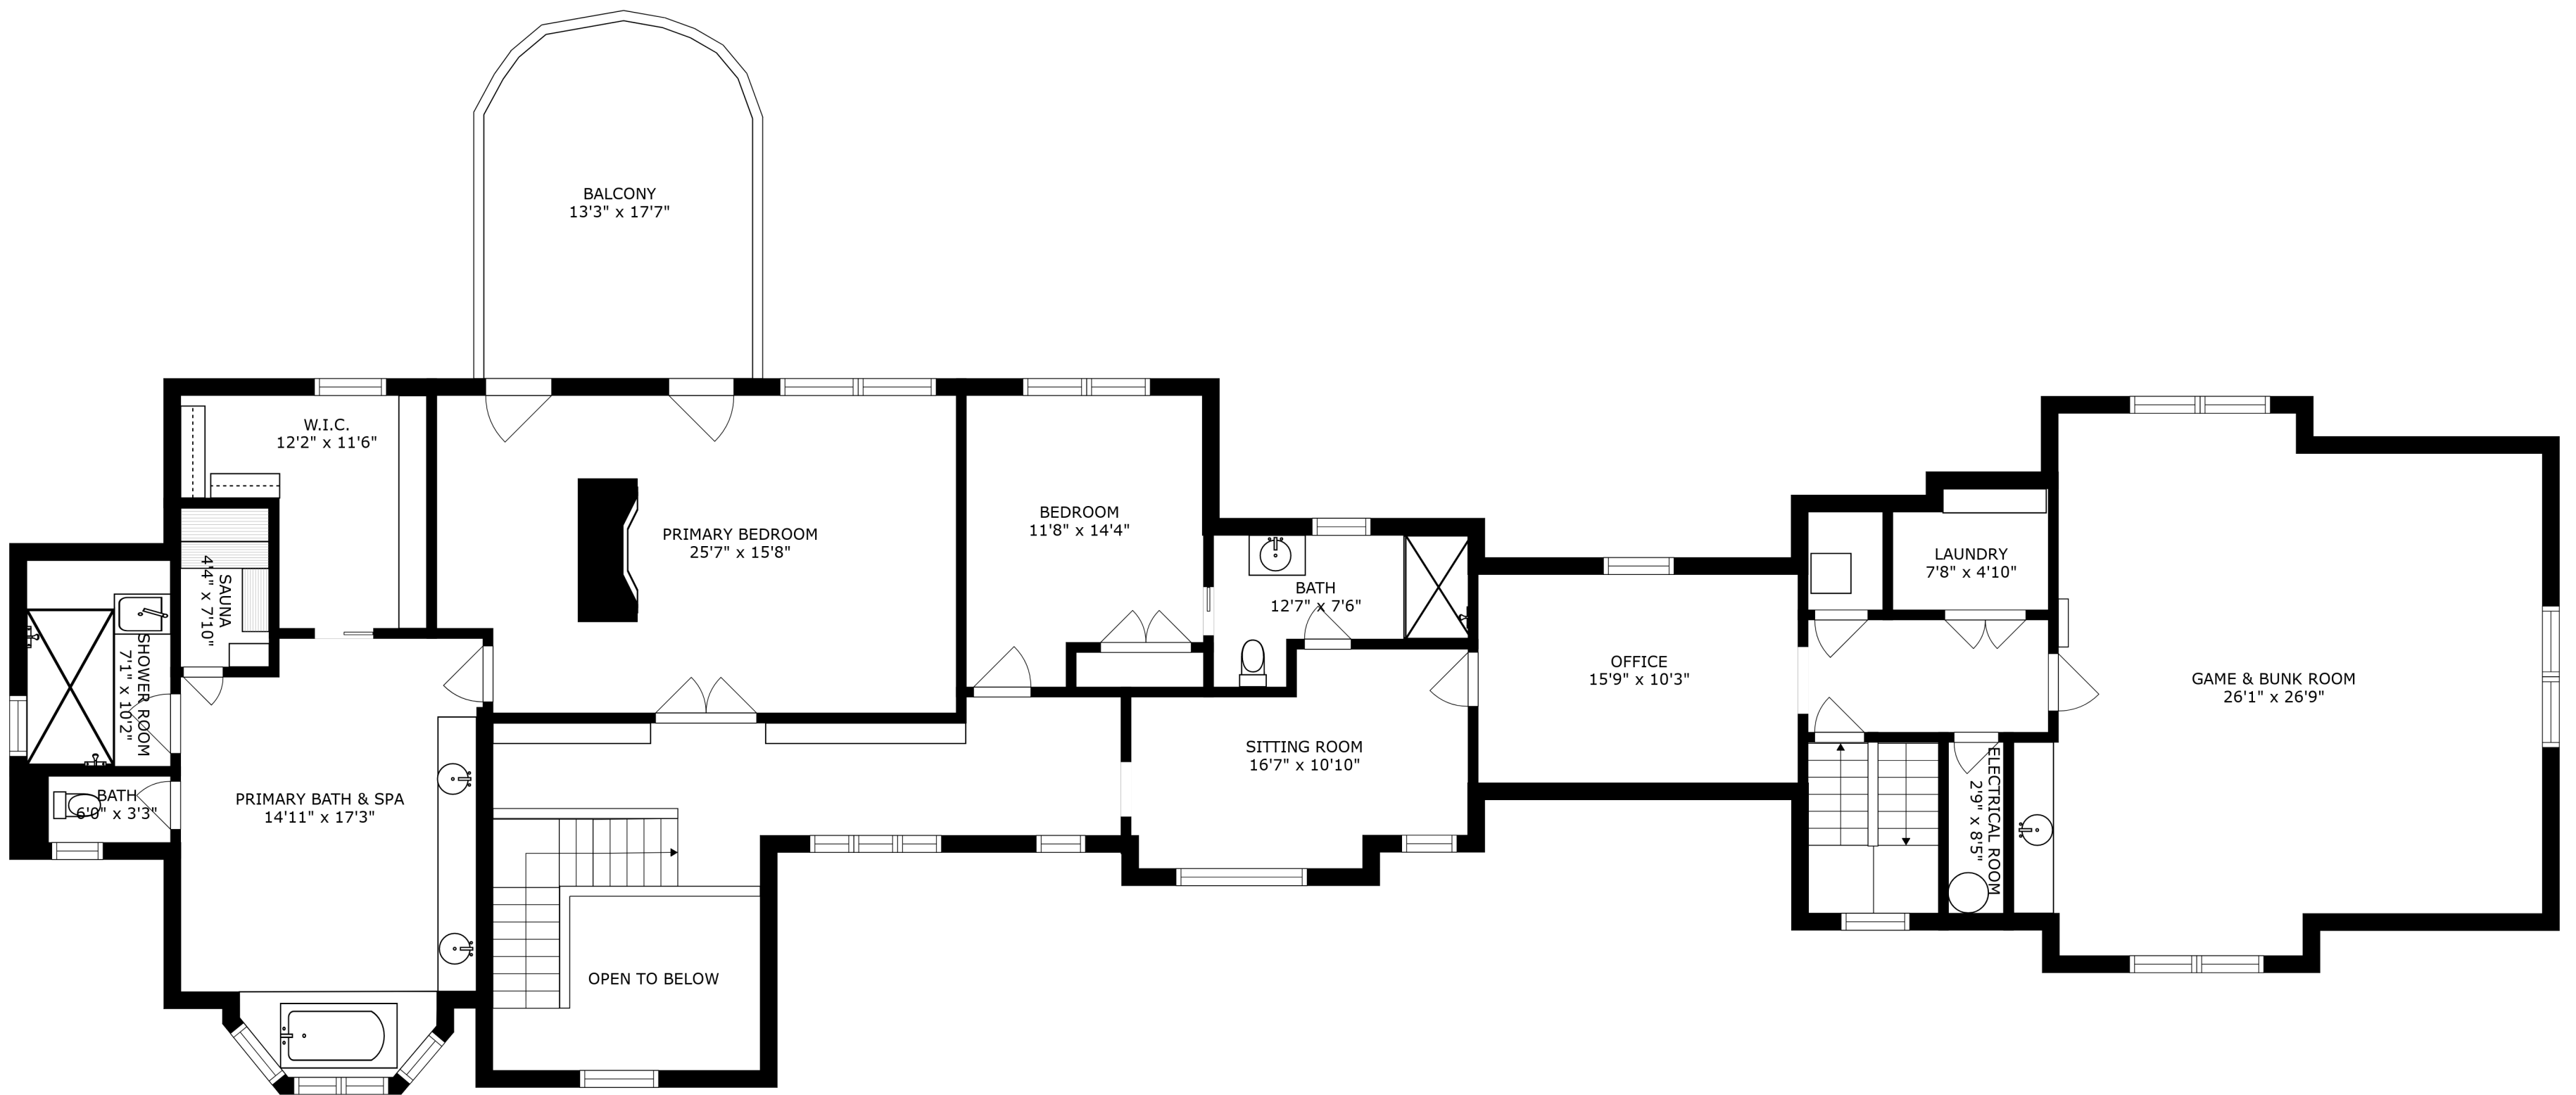 BALCONY
13'3" x 17'7"
W.I.C.
12'2" x 11'6"
PRIMARY BEDROOM
25'7" x 15'8"
BEDROOM
11'8" x 14'4"
BATH
12'7" x 7'6"
LAUNDRY
7'8" x 4'10"
SAUNA
4'4" x 7'10"
SHOWER ROOM
7'1" x 10'2"
OFFICE
15'9" x 10'3"
GAME & BUNK ROOM
26'1" x 26'9"
SITTING ROOM
16'7" x 10'10"
BATH
6'0" x 3'3"
PRIMARY BATH & SPA
14'11" x 17'3"
ELECTRICAL ROOM
2'9" x 8'5"
OPEN TO BELOW